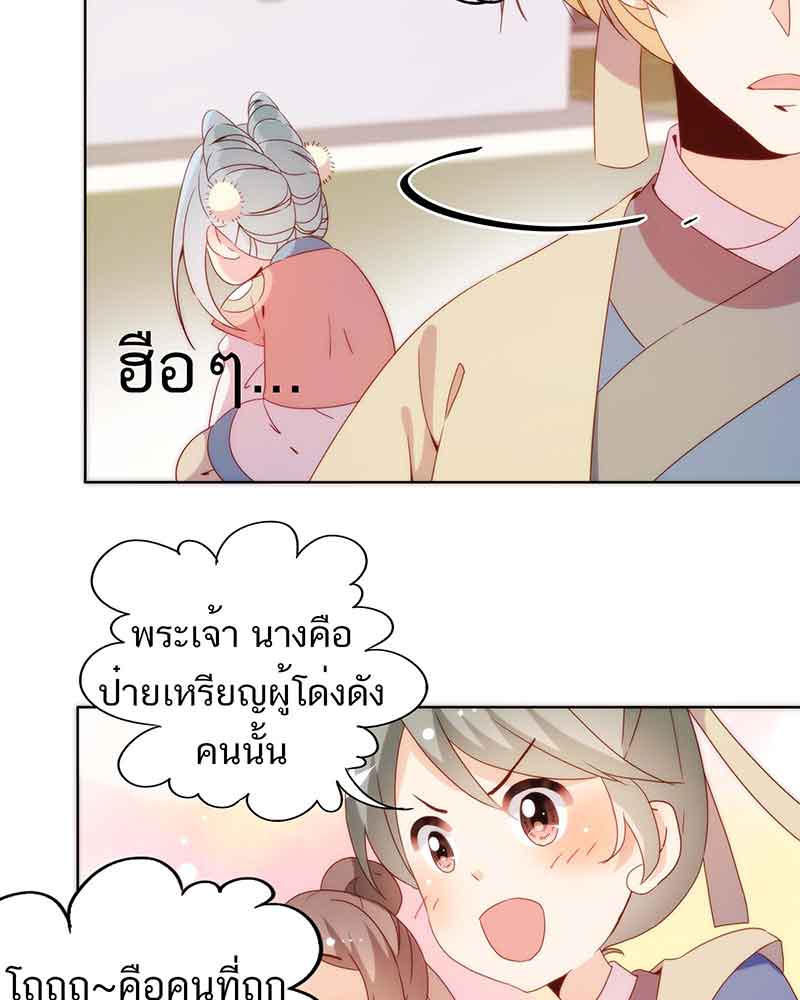 ฮือๆ...
พระเจ้า นางคือ
ป๋ายเหรียญผู้โด่งดัง
คนนั้น
โถถถ~คือคนที่ถูก